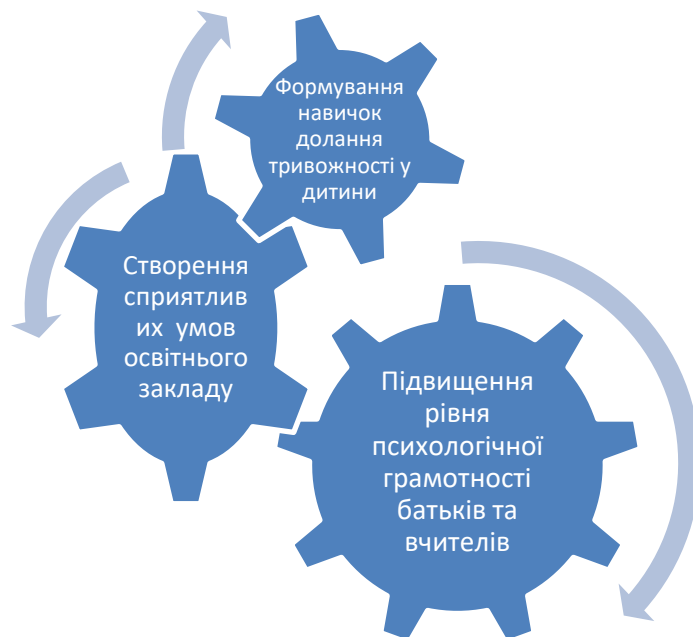 Формування
навичок
долання
тривожності у
дитини
Створення
сприятлив
их умов
освітнього
закладу
Підвищення
рівня
психологічної
грамотності
батьків та
вчителів